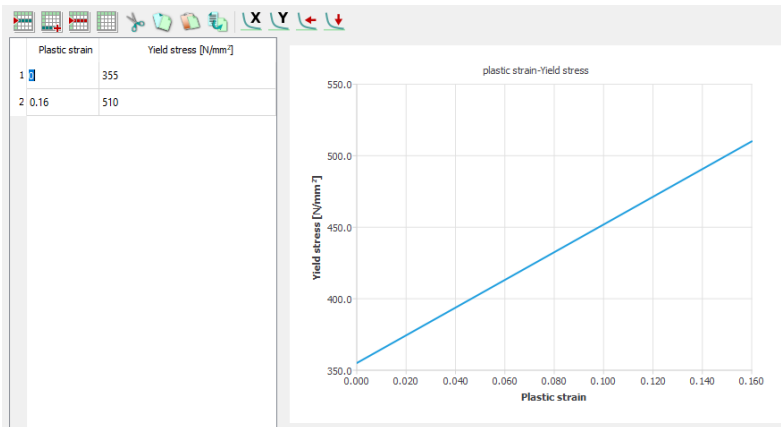 X Y
Plastic strain Yield stress [N/mm²]
1 0 355
2 0.16 510
plastic strain-Yield stress
550.0
500.0
450.0
400.0
350.0
Yield stress [N/mm²]
0.000 0.020 0.040 0.060 0.080 0.100 0.120 0.140 0.160
Plastic strain